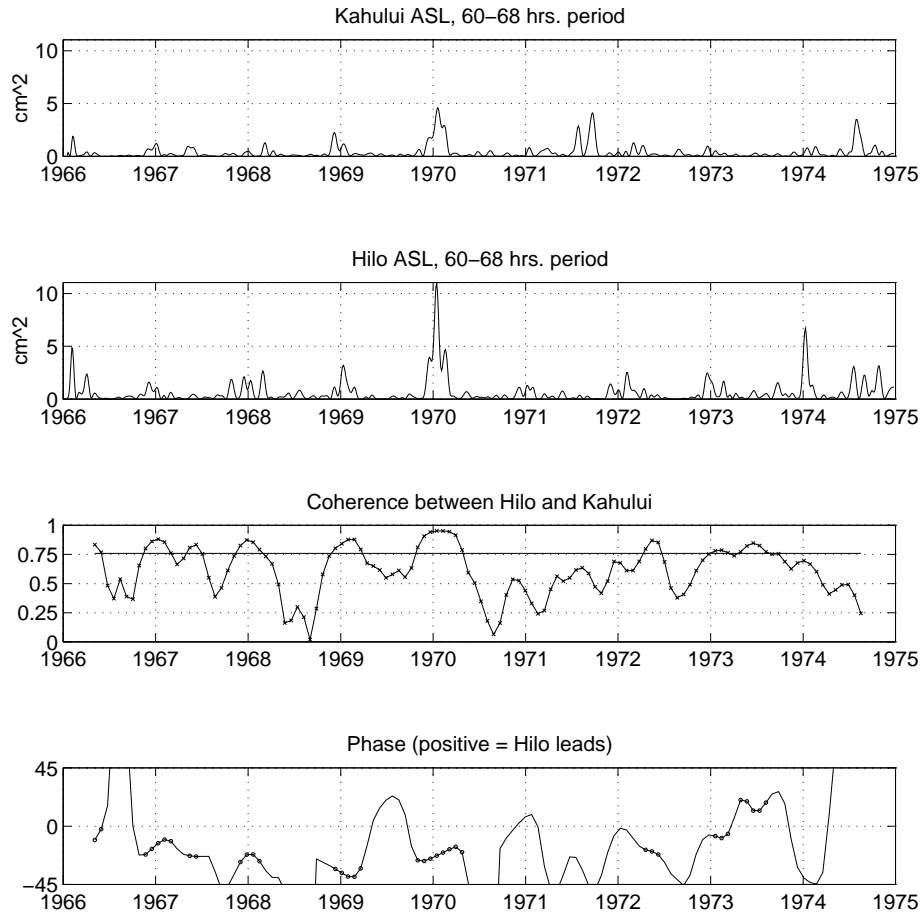 Kahului ASL, 60−68 hrs. period
10
5
0
cm^2
1966 1967 1968 1969 1970 1971 1972 1973 1974 1975
Hilo ASL, 60−68 hrs. period
10
5
0
cm^2
1966 1967 1968 1969 1970 1971 1972 1973 1974 1975
Coherence between Hilo and Kahului
1
0.75
0.5
0.25
0
1966 1967 1968 1969 1970 1971 1972 1973 1974 1975
Phase (positive = Hilo leads)
45
0
−45
1966 1967 1968 1969 1970 1971 1972 1973 1974 1975